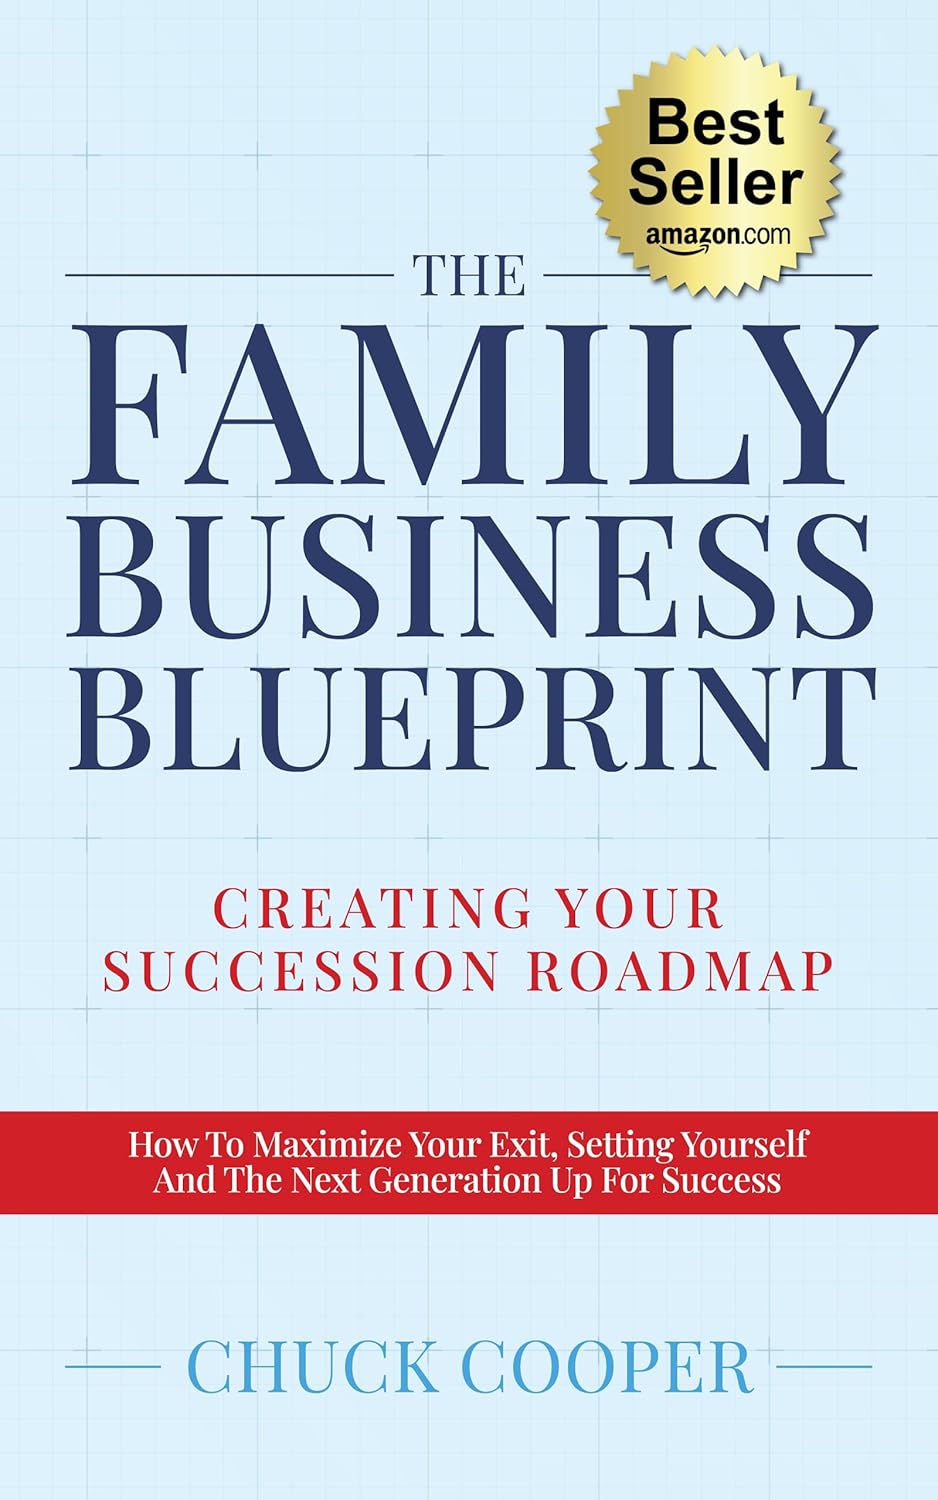 Best
Seller
amazon.com
THE
FAMILY
BUSINESS
BLUEPRINT
CREATING YOUR
SUCCESSION ROADMAP
How To Maximize Your Exit, Setting Yourself
And The Next Generation Up For Success
CHUCK COOPER